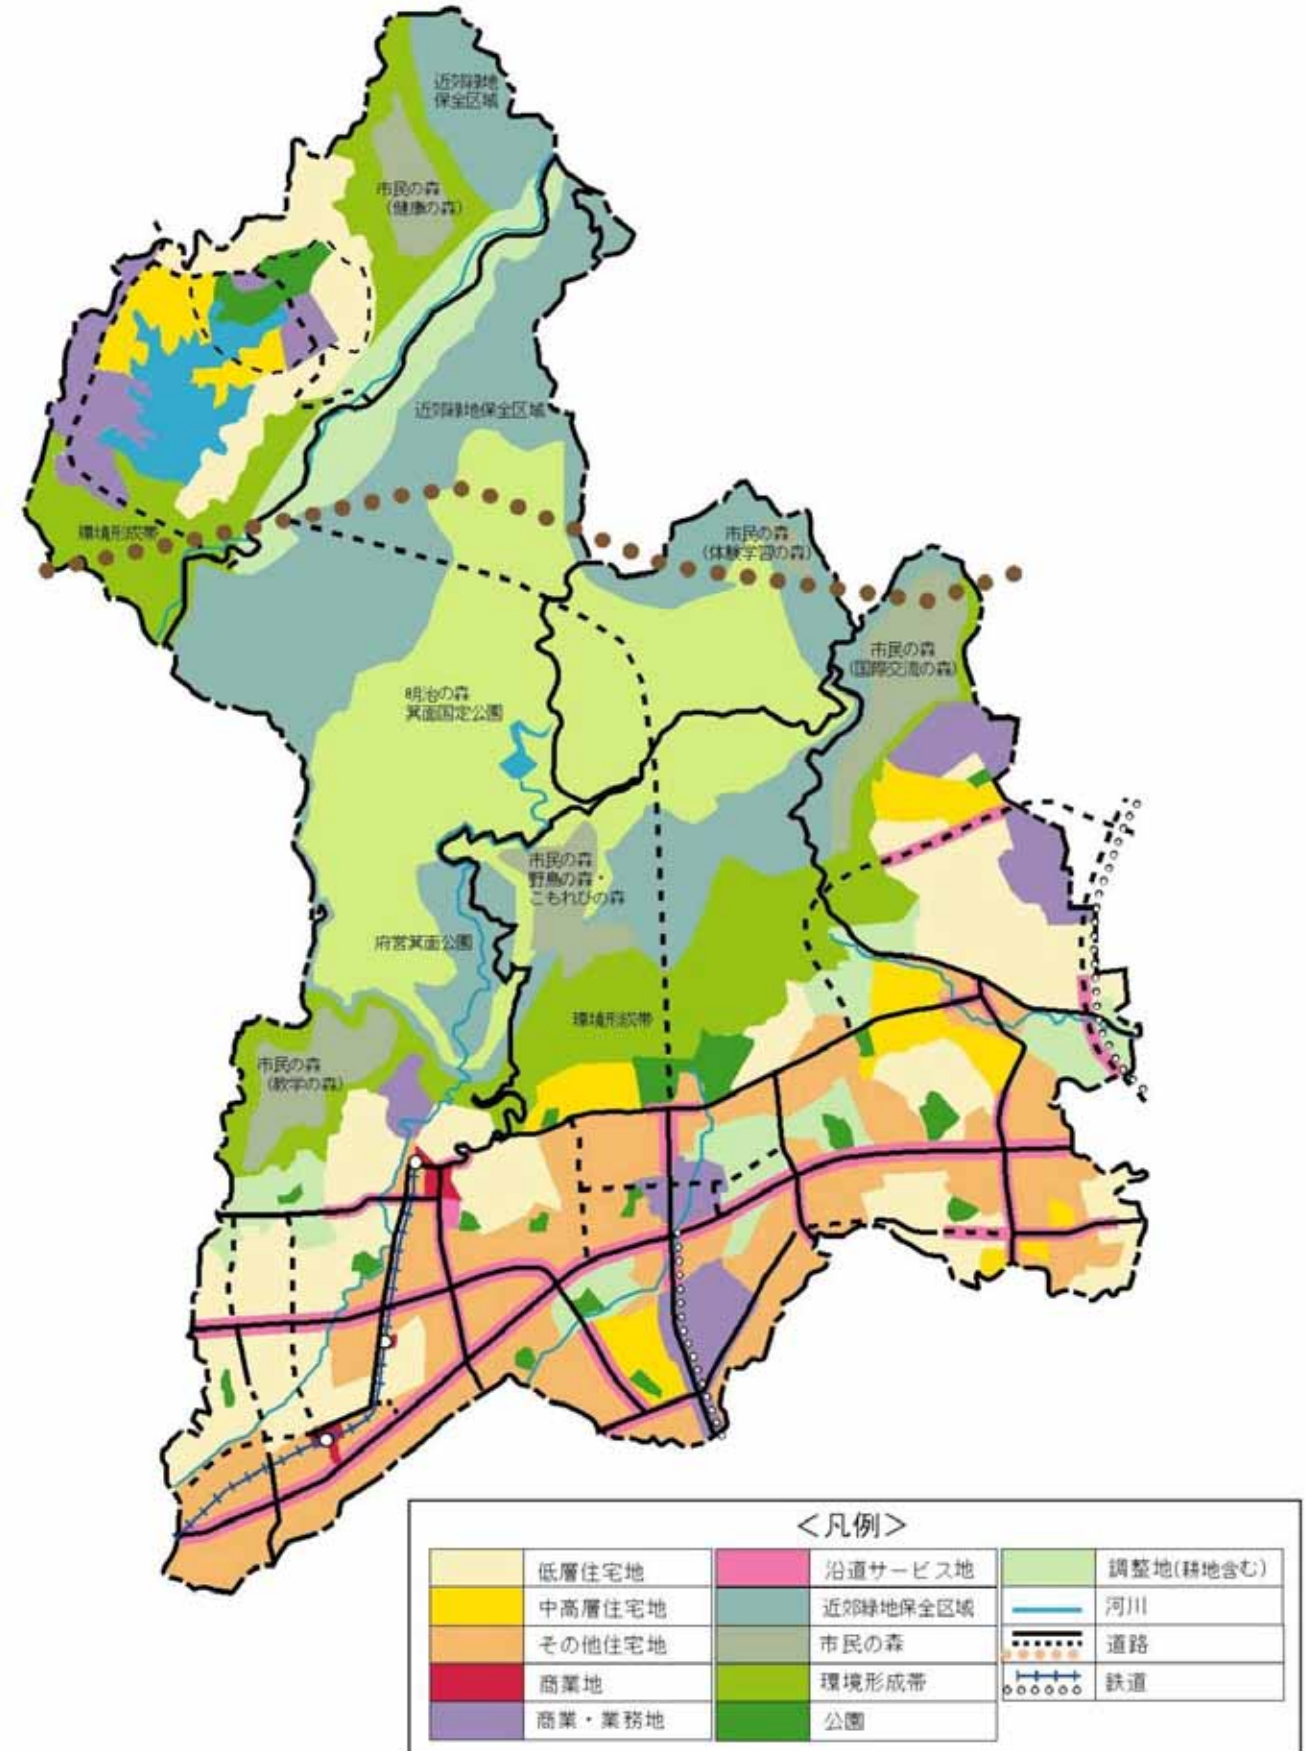 近郊緑地
保全区域
市民の森
(健康の森)
近郊緑地保全区域
環境形成帯
市民の森
(体験学習の森)
市民の森
(国際交流の森)
明治の森
箕面国定公園
市民の森
野鳥の森・
こもれびの森
府営箕面公園
環境形成帯
市民の森
(教学の森)
＜凡例＞
低層住宅地
中高層住宅地
その他住宅地
商業地
商業・業務地
沿道サービス地
近郊緑地保全区域
市民の森
環境形成帯
公園
調整地(耕地含む)
河川
道路
鉄道